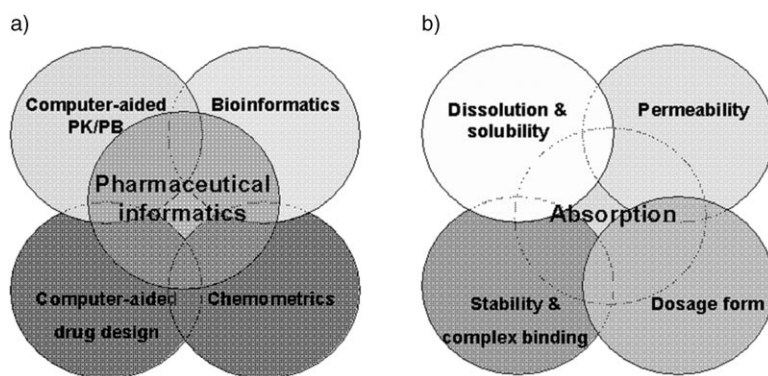 a)
Computer-aided
PK/PB
Bioinformatics
Pharmaceutical
informatics
Computer-aided
drug design
Chemometrics
b)
Dissolution &
solubility
Permeability
Absorption
Stability &
complex binding
Dosage form